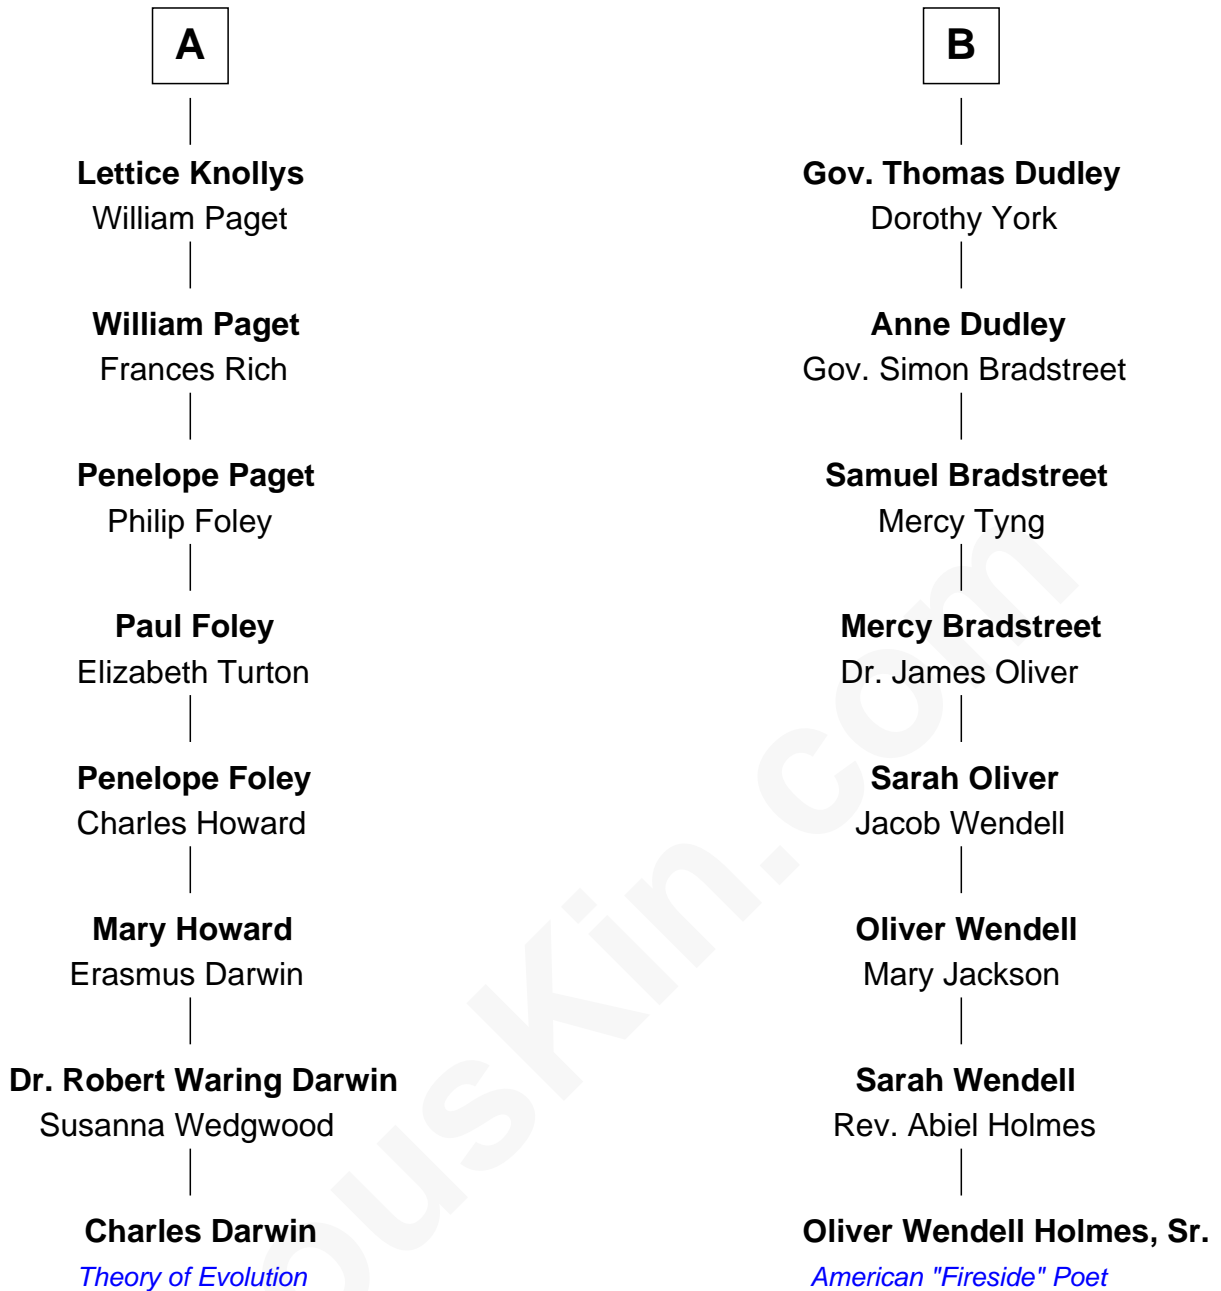 A
Lettice Knollys
William Paget
William Paget
Frances Rich
Penelope Paget
Philip Foley
Paul Foley
Elizabeth Turton
Penelope Foley
Charles Howard
Mary Howard
Erasmus Darwin
Dr. Robert Waring Darwin
Susanna Wedgwood
Charles Darwin
Theory of Evolution
B
Gov. Thomas Dudley
Dorothy York
Anne Dudley
Gov. Simon Bradstreet
Samuel Bradstreet
Mercy Tyng
Mercy Bradstreet
Dr. James Oliver
Sarah Oliver
Jacob Wendell
Oliver Wendell
Mary Jackson
Sarah Wendell
Rev. Abiel Holmes
Oliver Wendell Holmes, Sr.
American "Fireside" Poet
ousKin.com